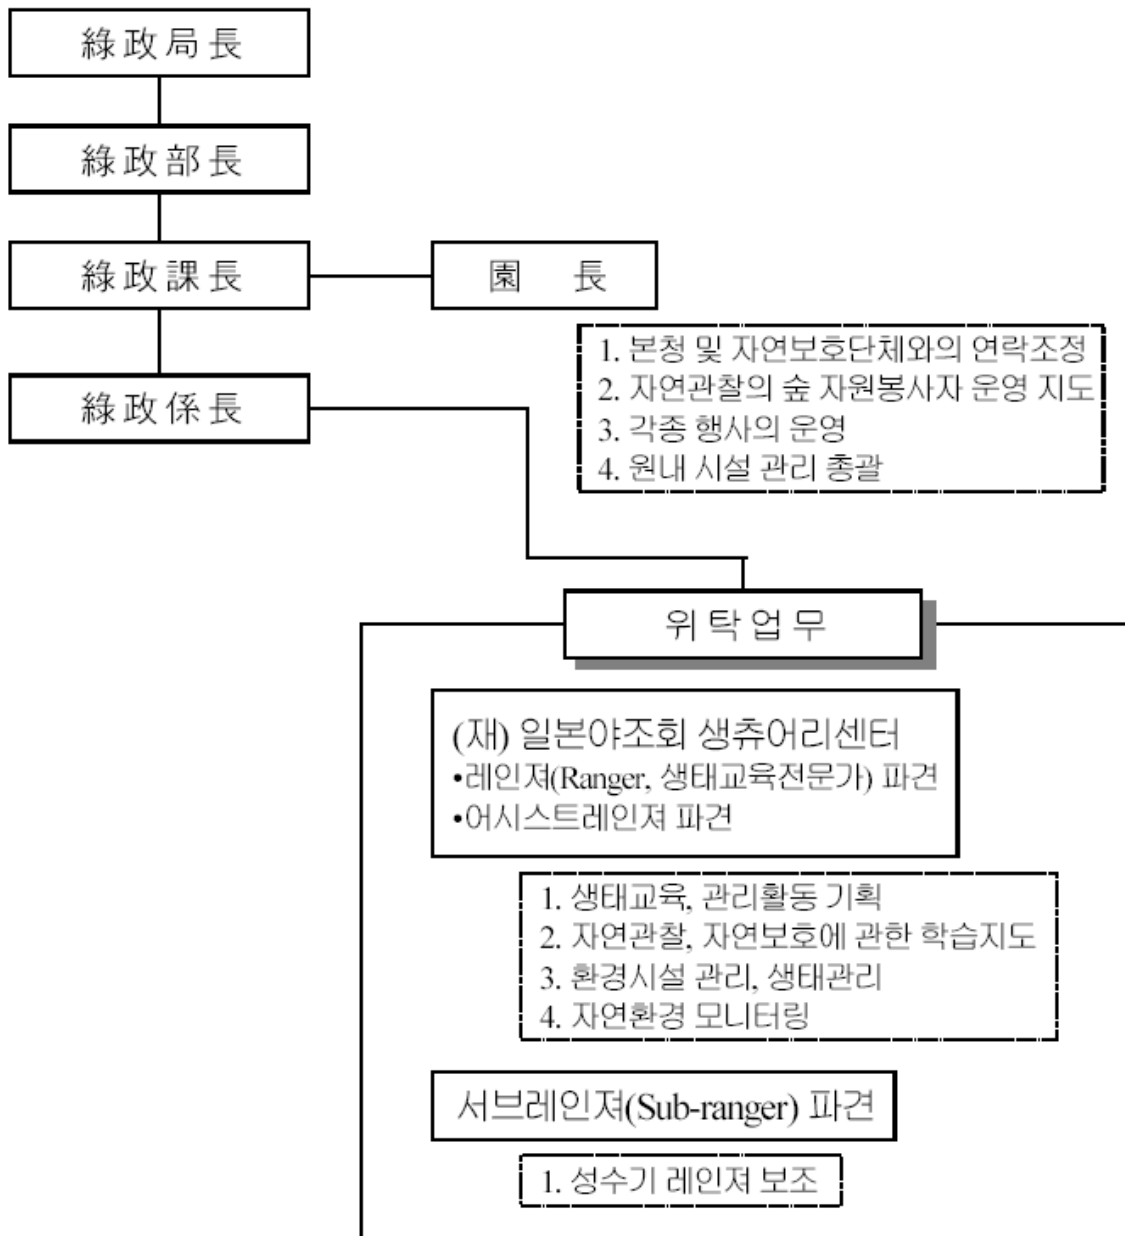 綠政局長
綠政部長
綠政課長
園 長
1. 본청 및 자연보호단체와의 연락조정
2. 자연관찰의 숲 자원봉사자 운영 지도
3. 각종 행사의 운영
4. 원내 시설 관리 총괄
綠政係長
위탁업무
(재) 일본야조회 생츄어리센터
•레인져(Ranger, 생태교육전문가) 파견
•어시스트레인져 파견
1. 생태교육, 관리활동 기획
2. 자연관찰, 자연보호에 관한 학습지도
3. 환경시설 관리, 생태관리
4. 자연환경 모니터링
서브레인져(Sub-ranger) 파견
1. 성수기 레인져 보조